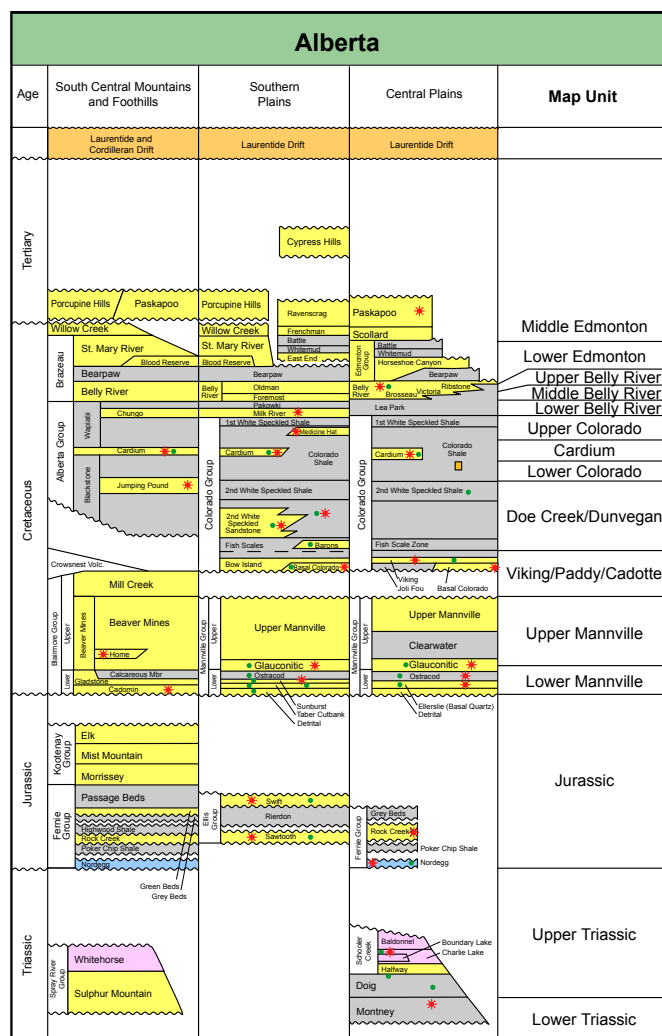 Alberta
Age
South Central Mountains
and Foothills
Southern
Plains
Central Plains
Map Unit
Laurentide and
Cordilleran Drift
Laurentide Drift
Laurentide Drift
Tertiary
Cypress Hills
Porcupine Hills
Paskapoo
Porcupine Hills
Ravenscrag
Paskapoo
Willow Creek
Willow Creek
Frenchman
Scollard
Middle Edmonton
Cretaceous
Brazeau
St. Mary River
St. Mary River
Battle
Whitemud
East End
Edmonton
Group
Battle
Whitemud
Horseshoe Canyon
Lower Edmonton
Blood Reserve
Blood Reserve
Bearpaw
Bearpaw
Bearpaw
Upper Belly River
Belly River
Belly
River
Oldman
Foremost
Belly
River
Brosseau
Victoria
Ribstone
Middle Belly River
Lower Belly River
Alberta Group
Wapiabi
Chungo
Pakowki
Milk River
Lea Park
Colorado Group
1st White Speckled Shale
Colorado Group
1st White Speckled Shale
Upper Colorado
Medicine Hat
Cardium
Cardium
Colorado
Shale
Cardium
Colorado
Shale
Cardium
Blackstone
Jumping Pound
Lower Colorado
2nd White Speckled Shale
2nd White Speckled Shale
2nd White
Speckled
Sandstone
Doe Creek/Dunvegan
Fish Scales
Barons
Fish Scale Zone
Crowsnest Volc.
Bow Island
Basal Colorado
Viking
Joli Fou
Basal Colorado
Viking/Paddy/Cadotte
Blairmore Group
Upper
Mill Creek
Beaver Mines
Beaver Mines
Home
Mannville Group
Upper
Upper Mannville
Mannville Group
Upper
Upper Mannville
Clearwater
Upper Mannville
Lower
Calcareous Mbr
Gladstone
Cadomin
Lower
Glauconitic
Ostracod
Sunburst
Taber Cutbank
Detrital
Lower
Glauconitic
Ostracod
Ellerslie (Basal Quartz)
Detrital
Lower Mannville
Jurassic
Kootenay
Group
Elk
Mist Mountain
Morrissey
Jurassic
Fernie
Group
Passage Beds
Highwood Shale
Rock Creek
Poker Chip Shale
Nordegg
Green Beds
Grey Beds
Ellis
Group
Swift
Rierdon
Sawtooth
Fernie Group
Grey Beds
Rock Creek
Poker Chip Shale
Nordegg
Triassic
Spray River
Group
Whitehorse
Sulphur Mountain
Schooler
Creek
Baldonnel
Boundary Lake
Charlie Lake
Halfway
Doig
Montney
Upper Triassic
Lower Triassic